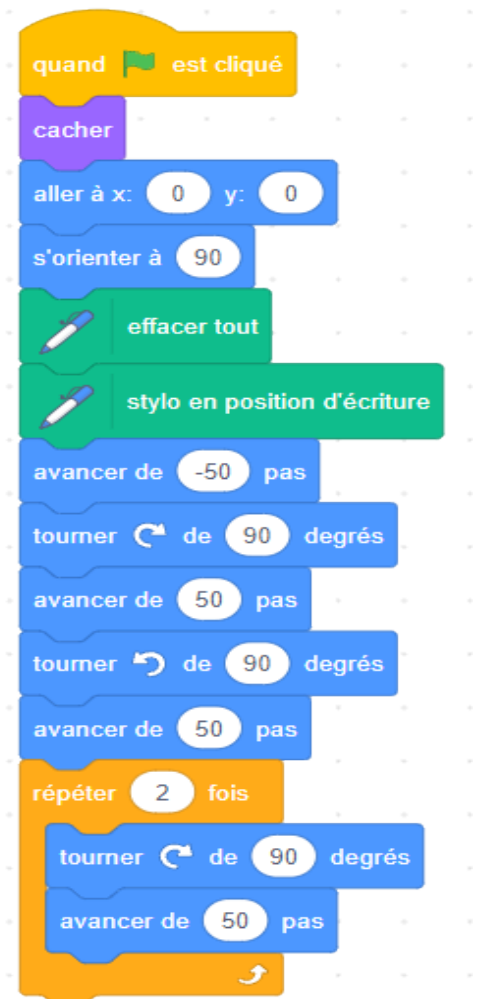 quand est cliqué
cacher
aller à x: 0 y: 0
s'orienter à 90
effacer tout
stylo en position d'écriture
avancer de -50 pas
tourner de 90 degrés
avancer de 50 pas
tourner de 90 degrés
avancer de 50 pas
répéter 2 fois
tourner de 90 degrés
avancer de 50 pas